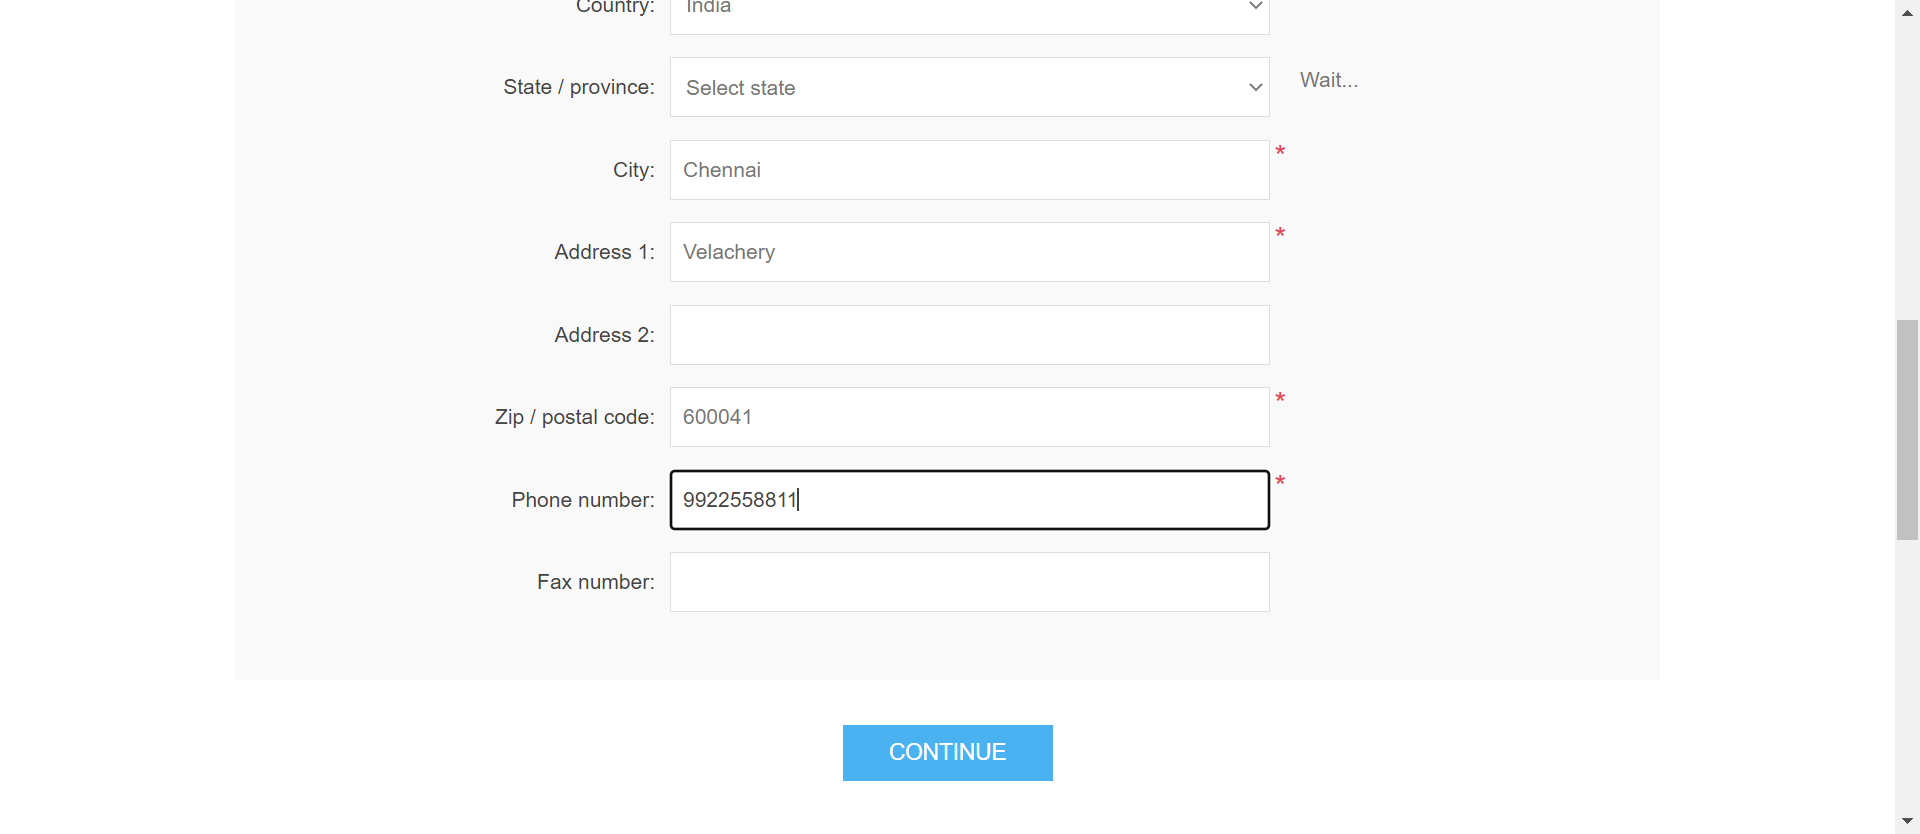 Country: India
State / province: Select state Wait...
City: Chennai *
Address 1: Velachery *
Address 2:
Zip / postal code: 600041 *
Phone number: 9922558811 *
Fax number:
CONTINUE